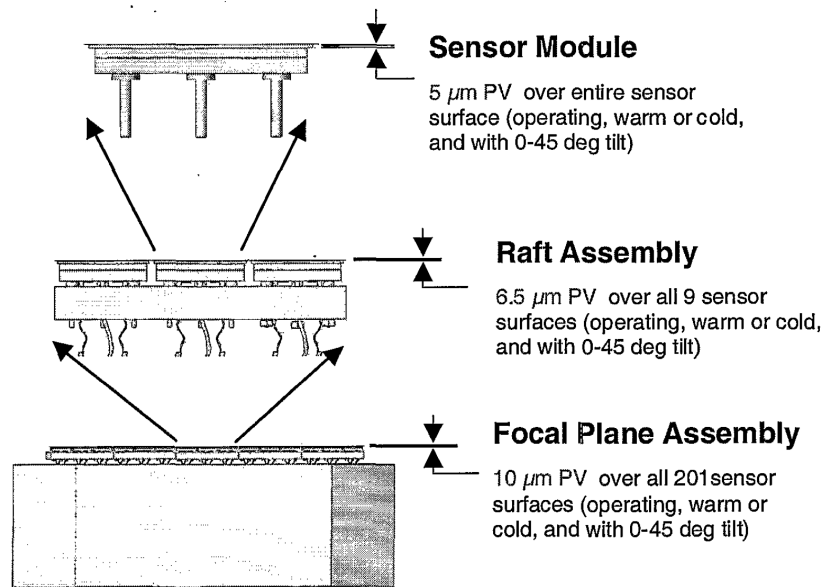 Sensor Module
5 μm PV over entire sensor
surface (operating, warm or cold,
and with 0-45 deg tilt)
Raft Assembly
6.5 μm PV over all 9 sensor
surfaces (operating, warm or cold,
and with 0-45 deg tilt)
Focal Plane Assembly
10 μm PV over all 201sensor
surfaces (operating, warm or
cold, and with 0-45 deg tilt)